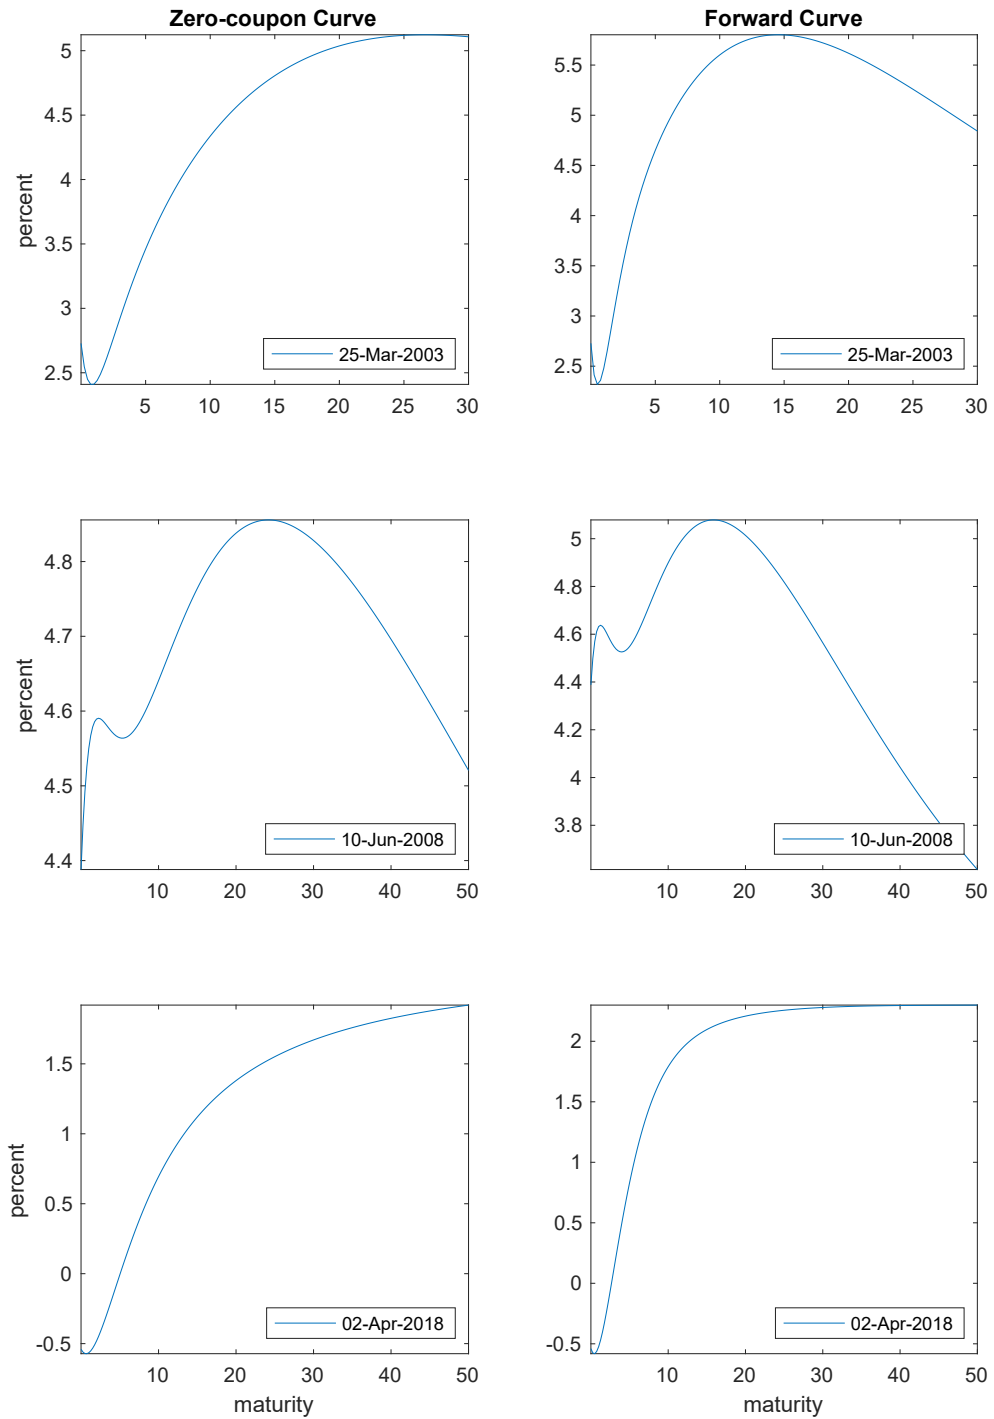 Zero-coupon Curve
Forward Curve
percent
5
4.5
4
3.5
3
2.5
5 10 15 20 25 30
25-Mar-2003
5.5
5
4.5
4
3.5
3
2.5
5 10 15 20 25 30
25-Mar-2003
percent
4.8
4.7
4.6
4.5
4.4
10 20 30 40 50
10-Jun-2008
5
4.8
4.6
4.4
4.2
4
3.8
10 20 30 40 50
10-Jun-2008
percent
1.5
1
0.5
0
-0.5
10 20 30 40 50
maturity
02-Apr-2018
2
1.5
1
0.5
0
-0.5
10 20 30 40 50
maturity
02-Apr-2018